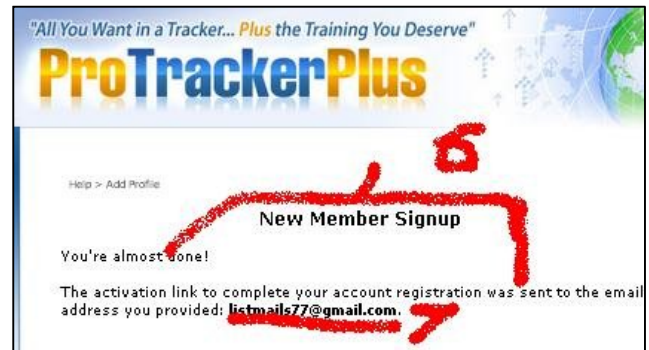 "All You Want in a Tracker... Plus the Training You Deserve"
ProTrackerPlus
6
Help > Add Profile
New Member Signup
You're almost done!
The activation link to complete your account registration was sent to the email
address you provided: listmails77@gmail.com.
7